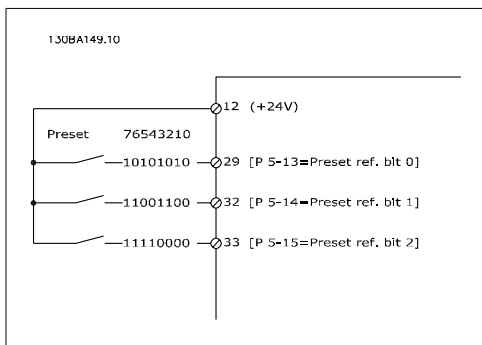 130BA149.10
12 (+24V)
Preset 76543210
10101010 29 [P 5-13=Preset ref. bit 0]
11001100 32 [P 5-14=Preset ref. bit 1]
11110000 33 [P 5-15=Preset ref. bit 2]